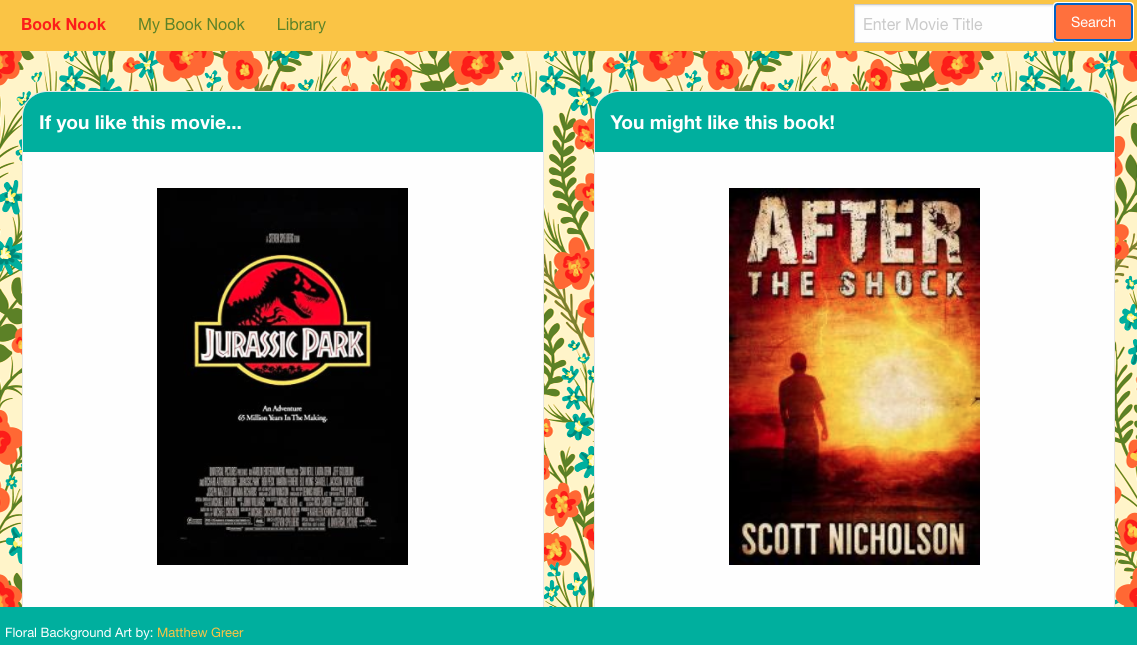 Book Nook My Book Nook Library Enter Movie Title Search
If you like this movie...
You might like this book!
JURASSIC PARK
An Adventure
65 Million Years In The Making.
AFTER
THE SHOCK
SCOTT NICHOLSON
Floral Background Art by: Matthew Greer